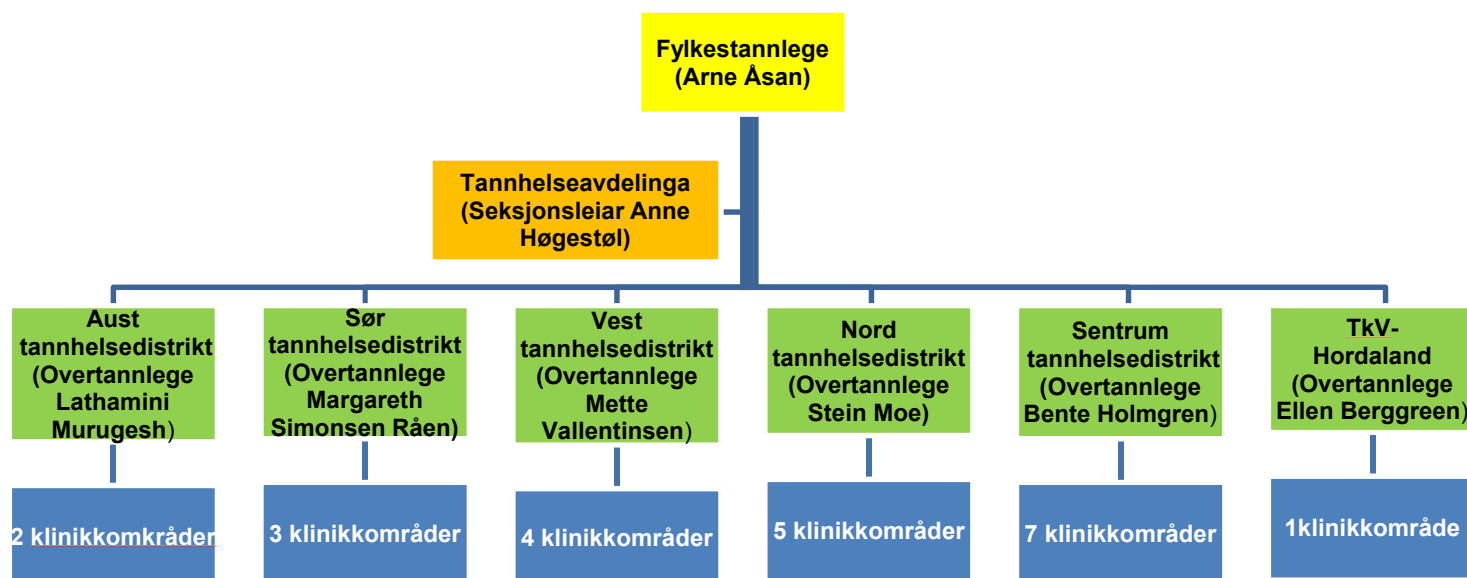 Fylkestannlege
(Arne Åsan)
Tannhelseavdelinga
(Seksjonsleiar Anne
Høgestøl)
Aust
tannhelsedistrikt
(Overtannlege
Lathamini
Murugesh)
Sør
tannhelsedistrikt
(Overtannlege
Margareth
Simonsen Råen)
Vest
tannhelsedistrikt
(Overtannlege
Mette
Vallentinsen)
Nord
tannhelsedistrikt
(Overtannlege
Stein Moe)
Sentrum
tannhelsedistrikt
(Overtannlege
Bente Holmgren)
TkV-
Hordaland
(Overtannlege
Ellen Berggreen)
2 klinikkomkråder
3 klinikkområder
4 klinikkområder
5 klinikkområder
7 klinikkområder
1klinikkområde